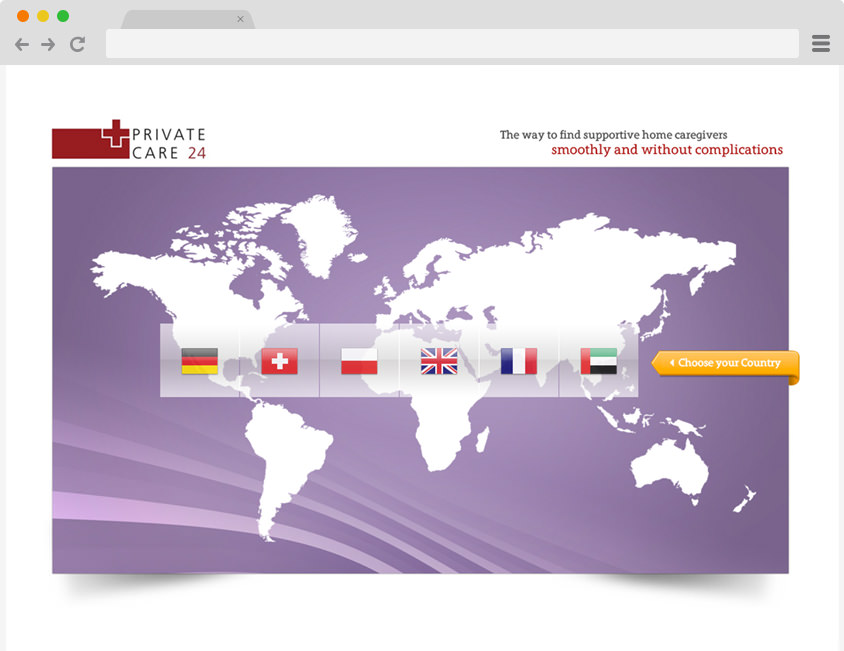 PRIVATE
CARE 24
The way to find supportive home caregivers
smoothly and without complications
Choose your Country